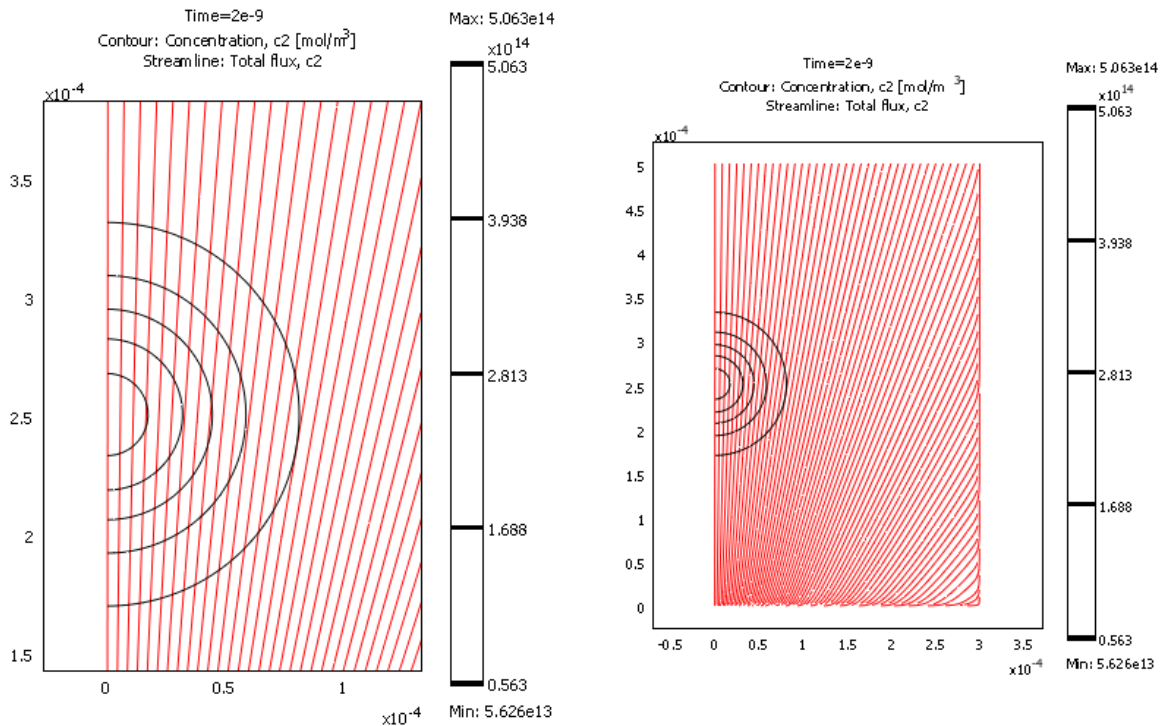 Time=2e-9
Contour: Concentration, c2 [mol/m³]
Streamline: Total flux, c2
Max: 5.063e14
x10⁻⁴
3.5
3
2.5
2
1.5
0
0.5
1
x10⁻⁴
x10¹⁴
5.063
3.938
2.813
1.688
0.563
Min: 5.626e13
Time=2e-9
Contour: Concentration, c2 [mol/m ³]
Streamline: Total flux, c2
Max: 5.063e14
x10⁻⁴
5
4.5
4
3.5
3
2.5
2
1.5
1
0.5
0
-0.5 0 0.5 1 1.5 2 2.5 3 3.5
x10⁻⁴
x10¹⁴
5.063
3.938
2.813
1.688
0.563
Min: 5.626e13